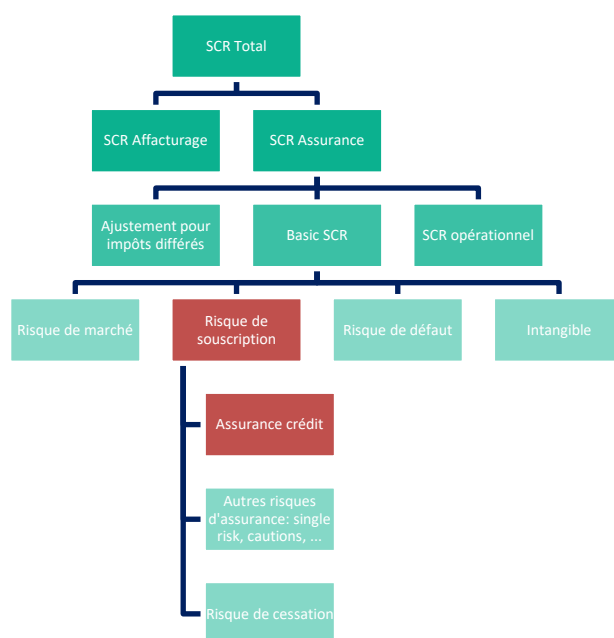 SCR Total
SCR Affacturage
SCR Assurance
Ajustement pour
impôts différés
Basic SCR
SCR opérationnel
Risque de marché
Risque de
souscription
Risque de défaut
Intangible
Assurance crédit
Autres risques
d'assurance: single
risk, cautions, ...
Risque de cessation